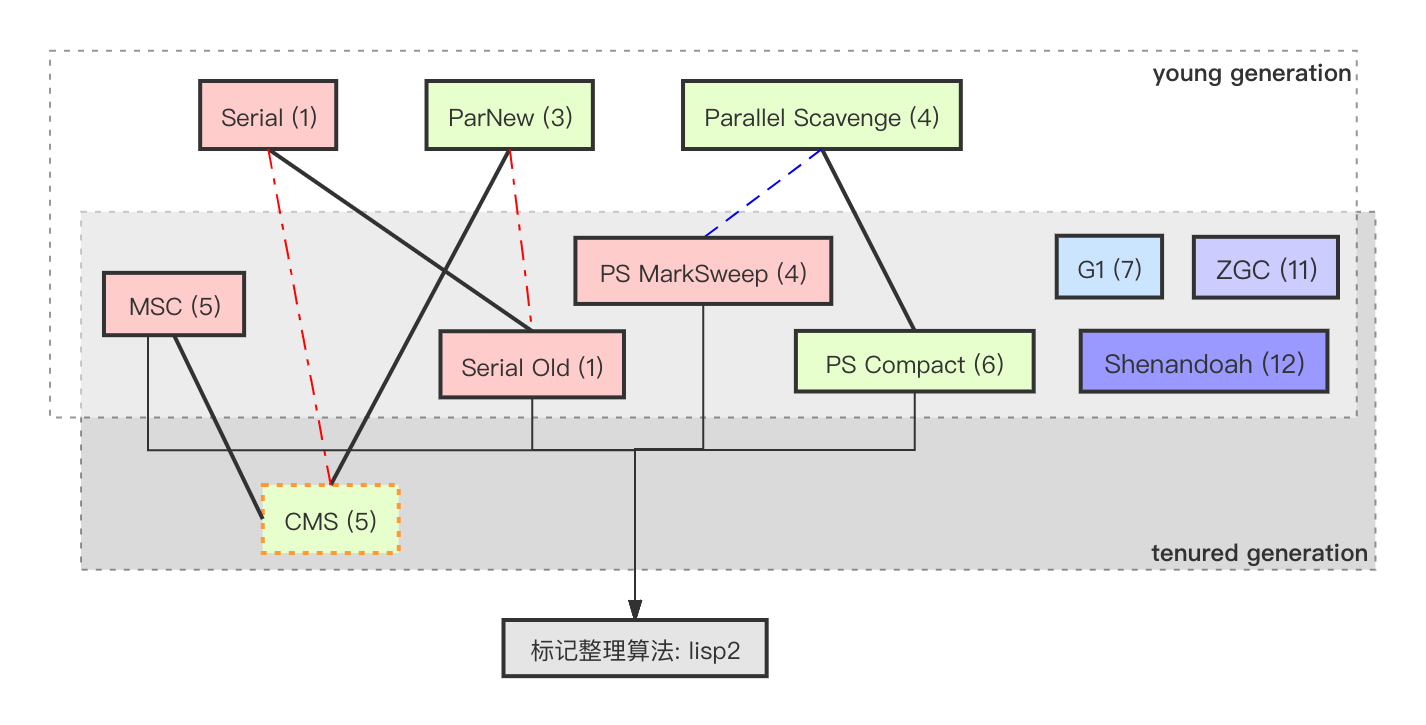 young generation
Serial (1)
ParNew (3)
Parallel Scavenge (4)
PS MarkSweep (4)
G1 (7)
ZGC (11)
MSC (5)
Serial Old (1)
PS Compact (6)
Shenandoah (12)
CMS (5)
tenured generation
标记整理算法: lisp2